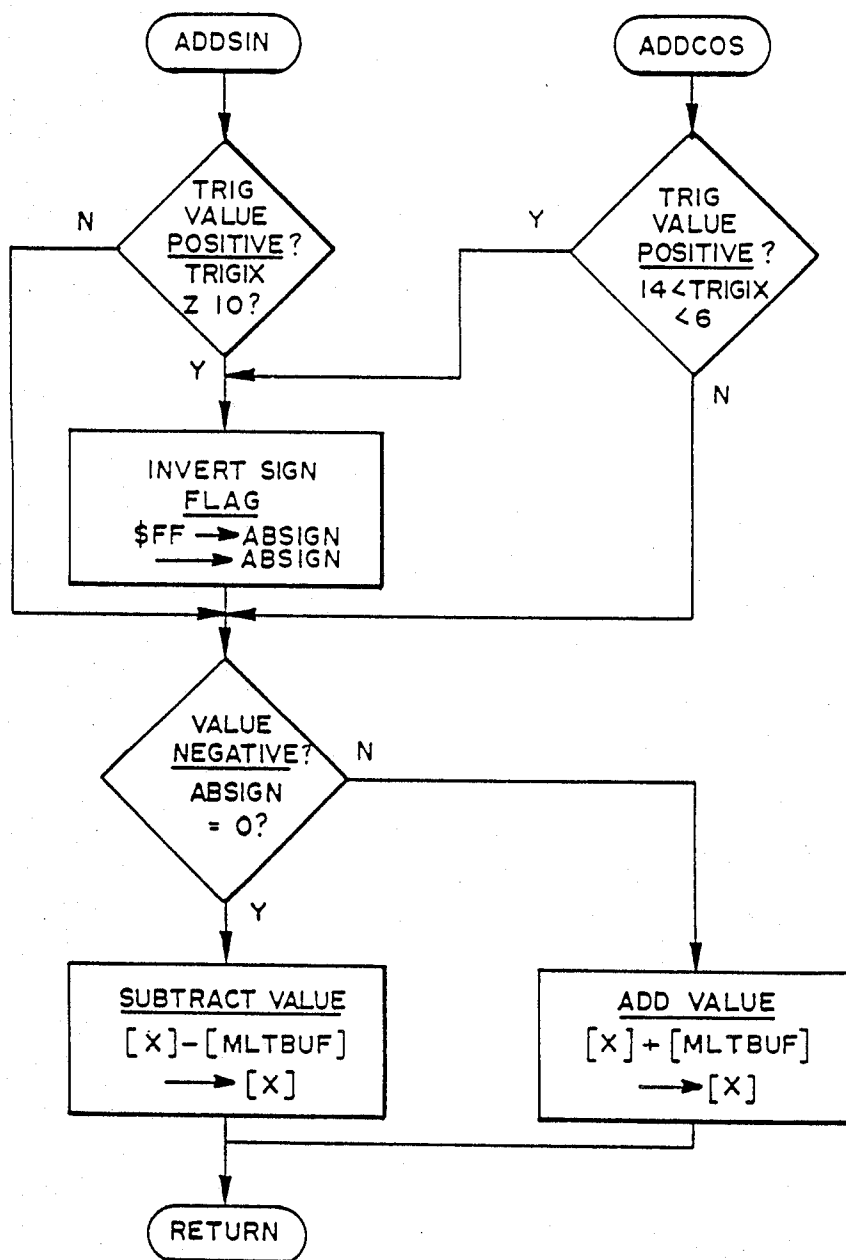 ADDSIN
ADDCOS
TRIG
VALUE
POSITIVE?
TRIGIX
Z 10?
N
Y
TRIG
VALUE
POSITIVE?
14<TRIGIX
<6
Y
N
INVERT SIGN
FLAG
$FF → ABSIGN
→ ABSIGN
VALUE
NEGATIVE?
ABSIGN
= 0?
N
Y
SUBTRACT VALUE
[X]-[MLTBUF]
→ [X]
ADD VALUE
[X]+[MLTBUF]
→ [X]
RETURN